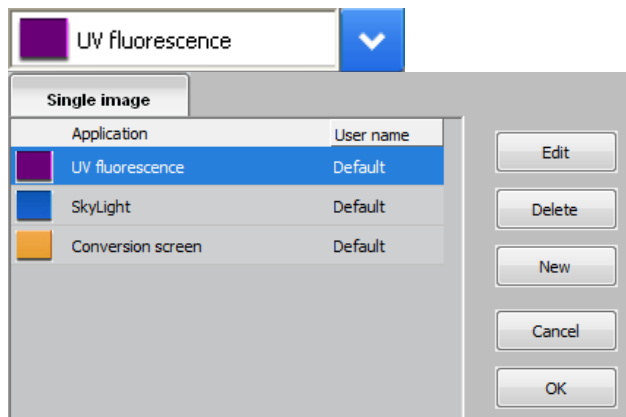 UV fluorescence
Single image
Application User name
UV fluorescence Default
SkyLight Default
Conversion screen Default
Edit
Delete
New
Cancel
OK